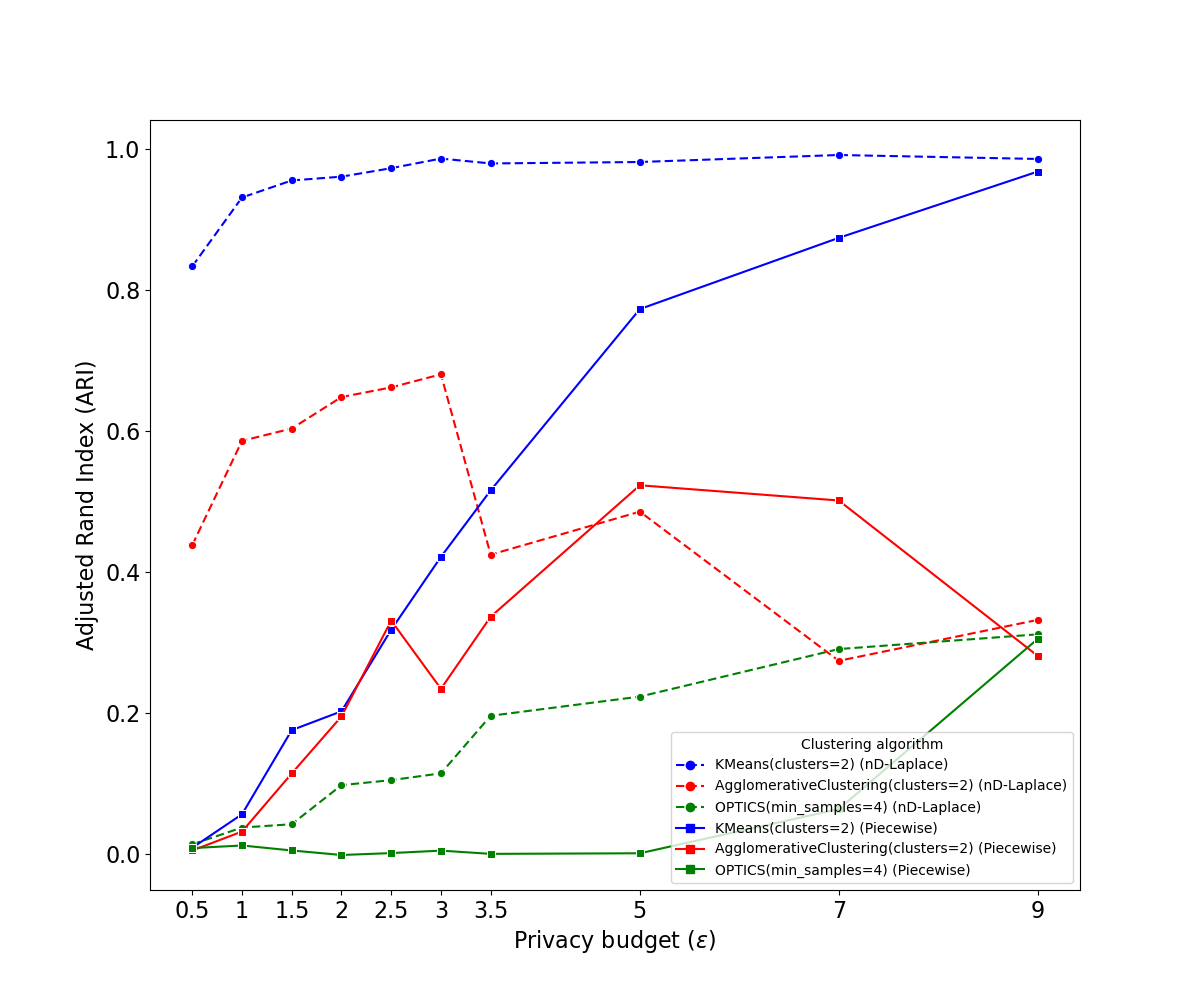 1.0
0.8
0.6
0.4
0.2
0.0
Adjusted Rand Index (ARI)
Clustering algorithm
KMeans(clusters=2) (nD-Laplace)
AgglomerativeClustering(clusters=2) (nD-Laplace)
OPTICS(min_samples=4) (nD-Laplace)
KMeans(clusters=2) (Piecewise)
AgglomerativeClustering(clusters=2) (Piecewise)
OPTICS(min_samples=4) (Piecewise)
0.5 1 1.5 2 2.5 3 3.5 5 7 9
Privacy budget (ε)